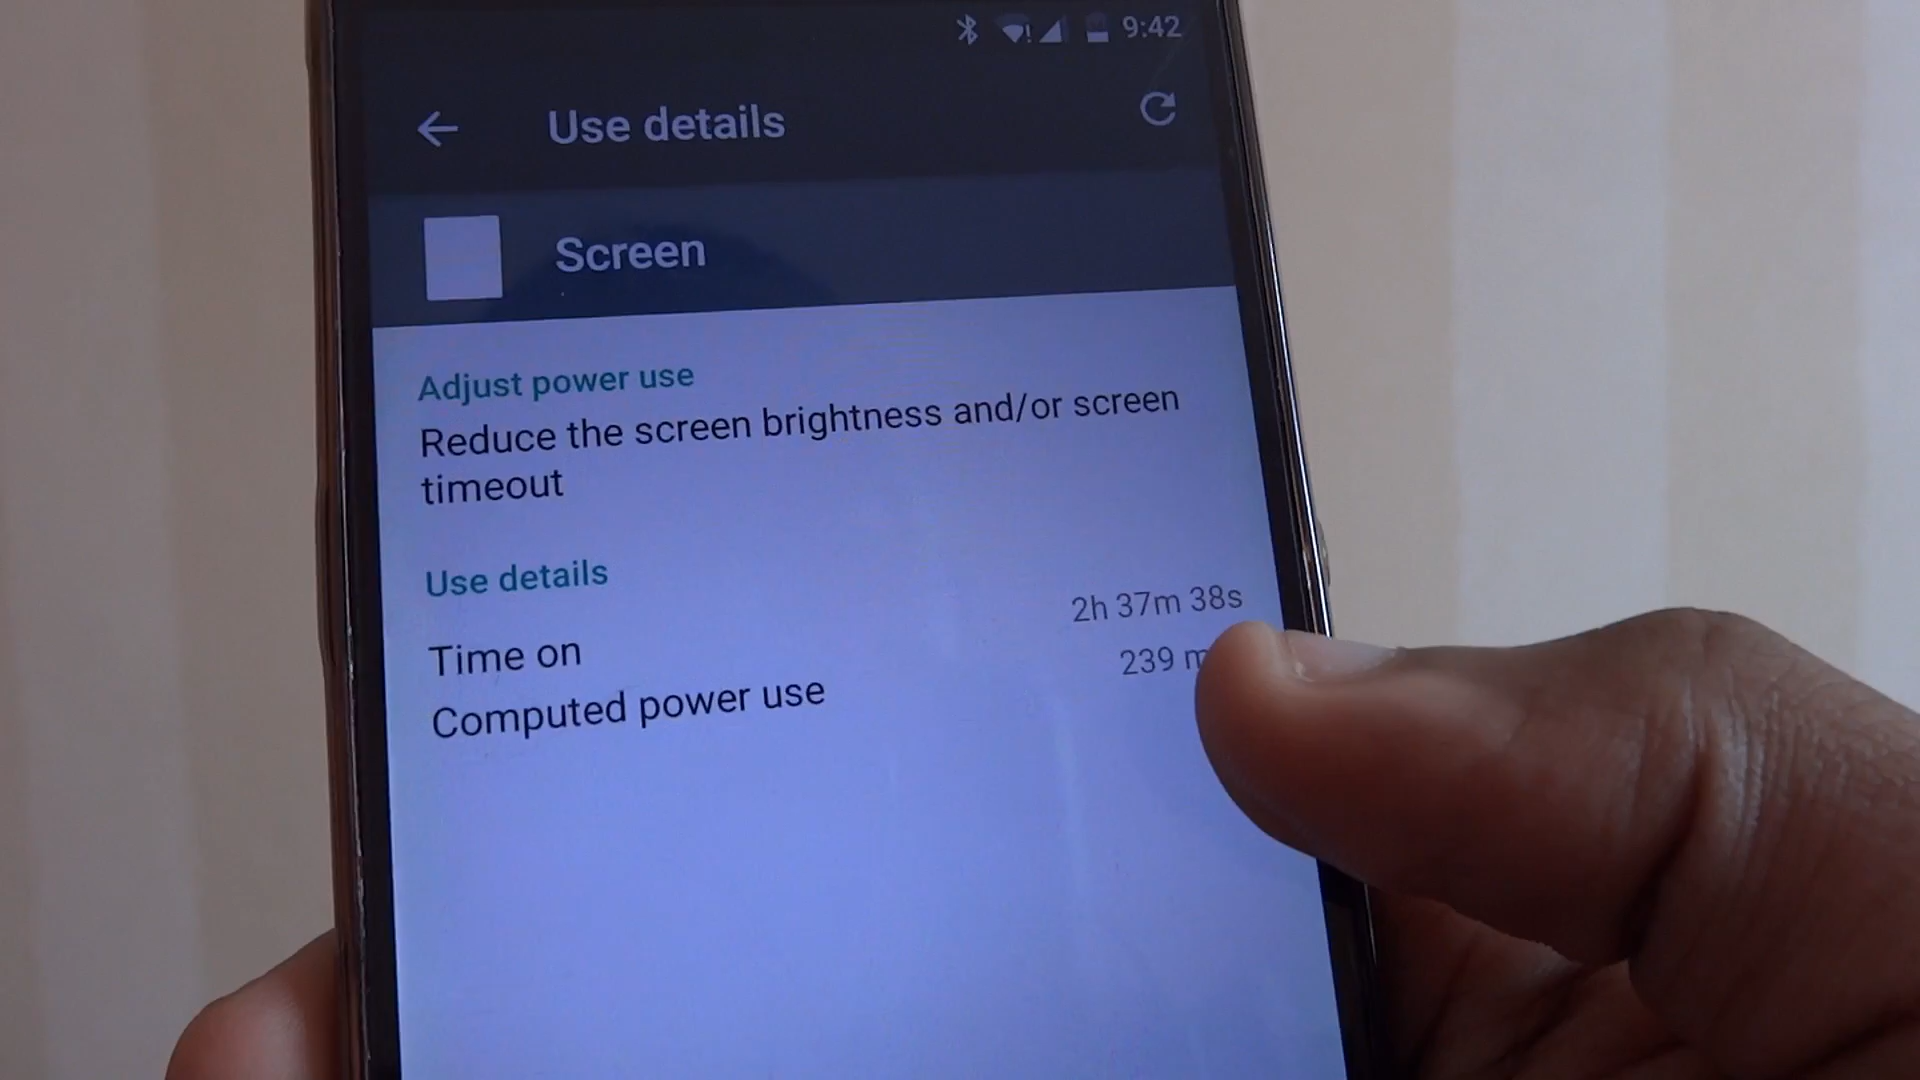 9:42
Use details
Screen
Adjust power use
Reduce the screen brightness and/or screen
timeout
Use details
Time on 2h 37m 38s
Computed power use 239